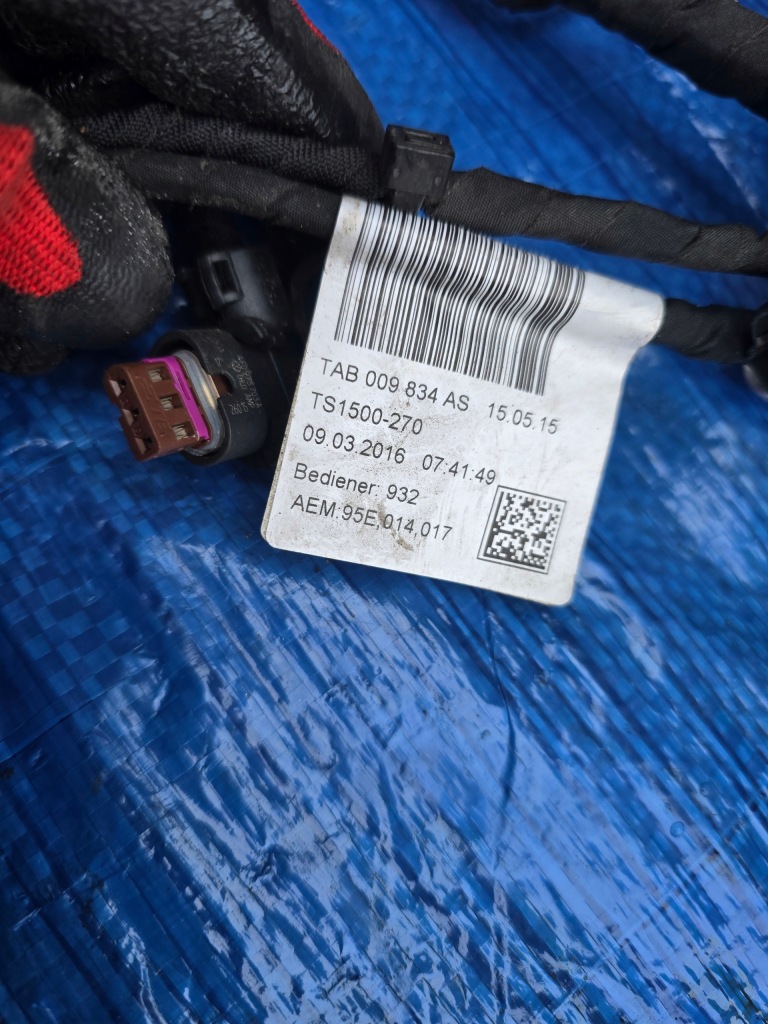 TAB 009 834 AS 15.05.15
TS1500-270
09.03.2016 07:41:49
Bediener: 932
AEM:95E,014,017